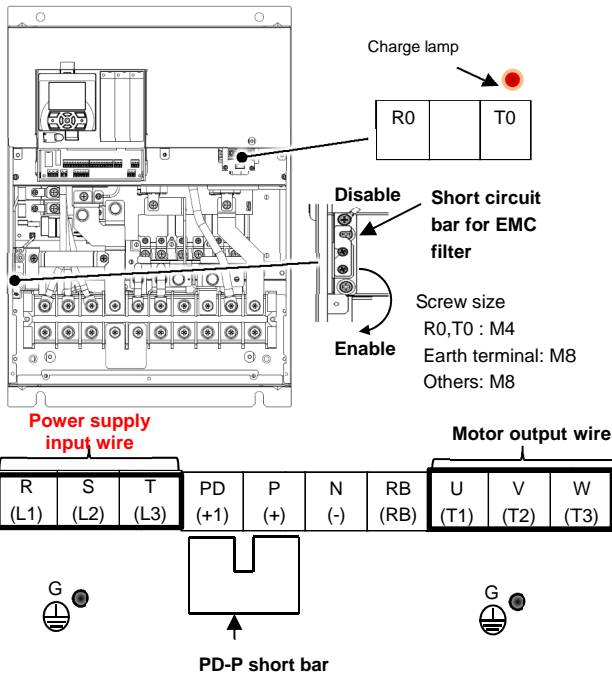 Charge lamp
R0 T0
Disable
Short circuit
bar for EMC
filter
Enable
Screw size
R0,T0 : M4
Earth terminal: M8
Others: M8
Power supply
input wire
Motor output wire
R S T PD P N RB U V W
(L1) (L2) (L3) (+1) (+) (-) (RB) (T1) (T2) (T3)
G G
PD-P short bar